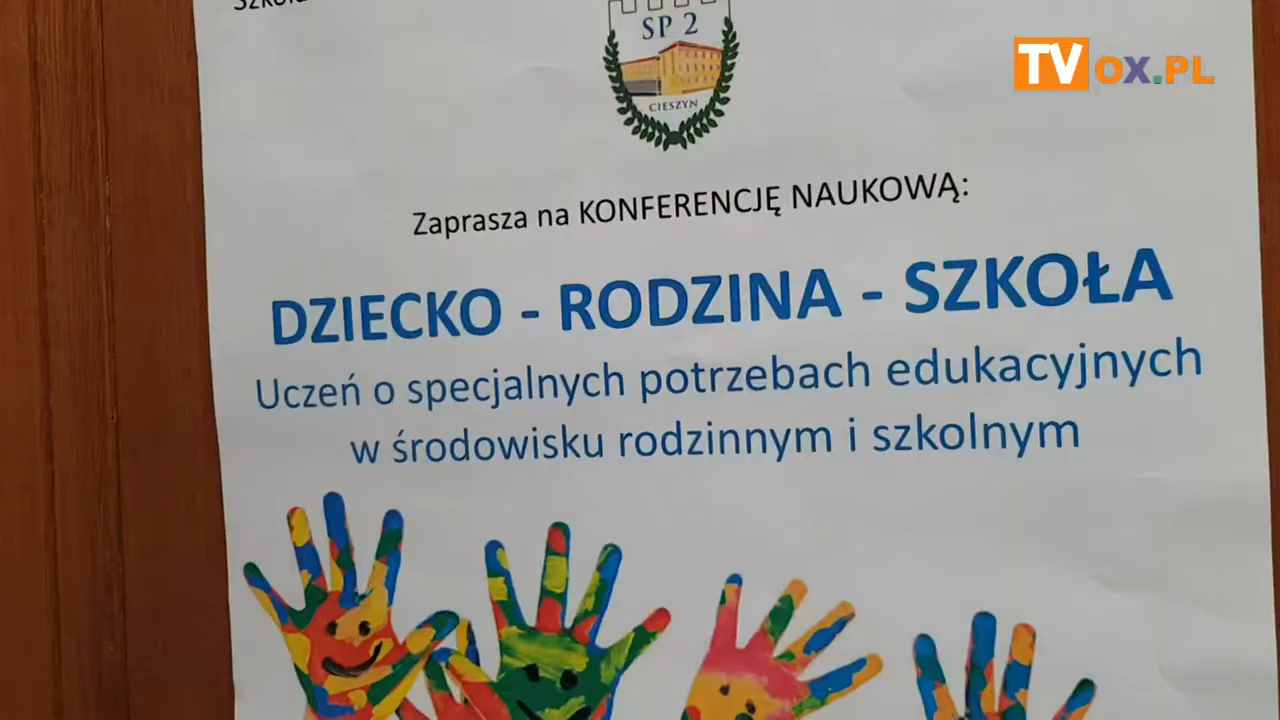 SP 2
CIESZYN
TVOX.PL
Zaprasza na KONFERENCJĘ NAUKOWĄ:
DZIECKO - RODZINA - SZKOŁA
Uczeń o specjalnych potrzebach edukacyjnych
w środowisku rodzinnym i szkolnym